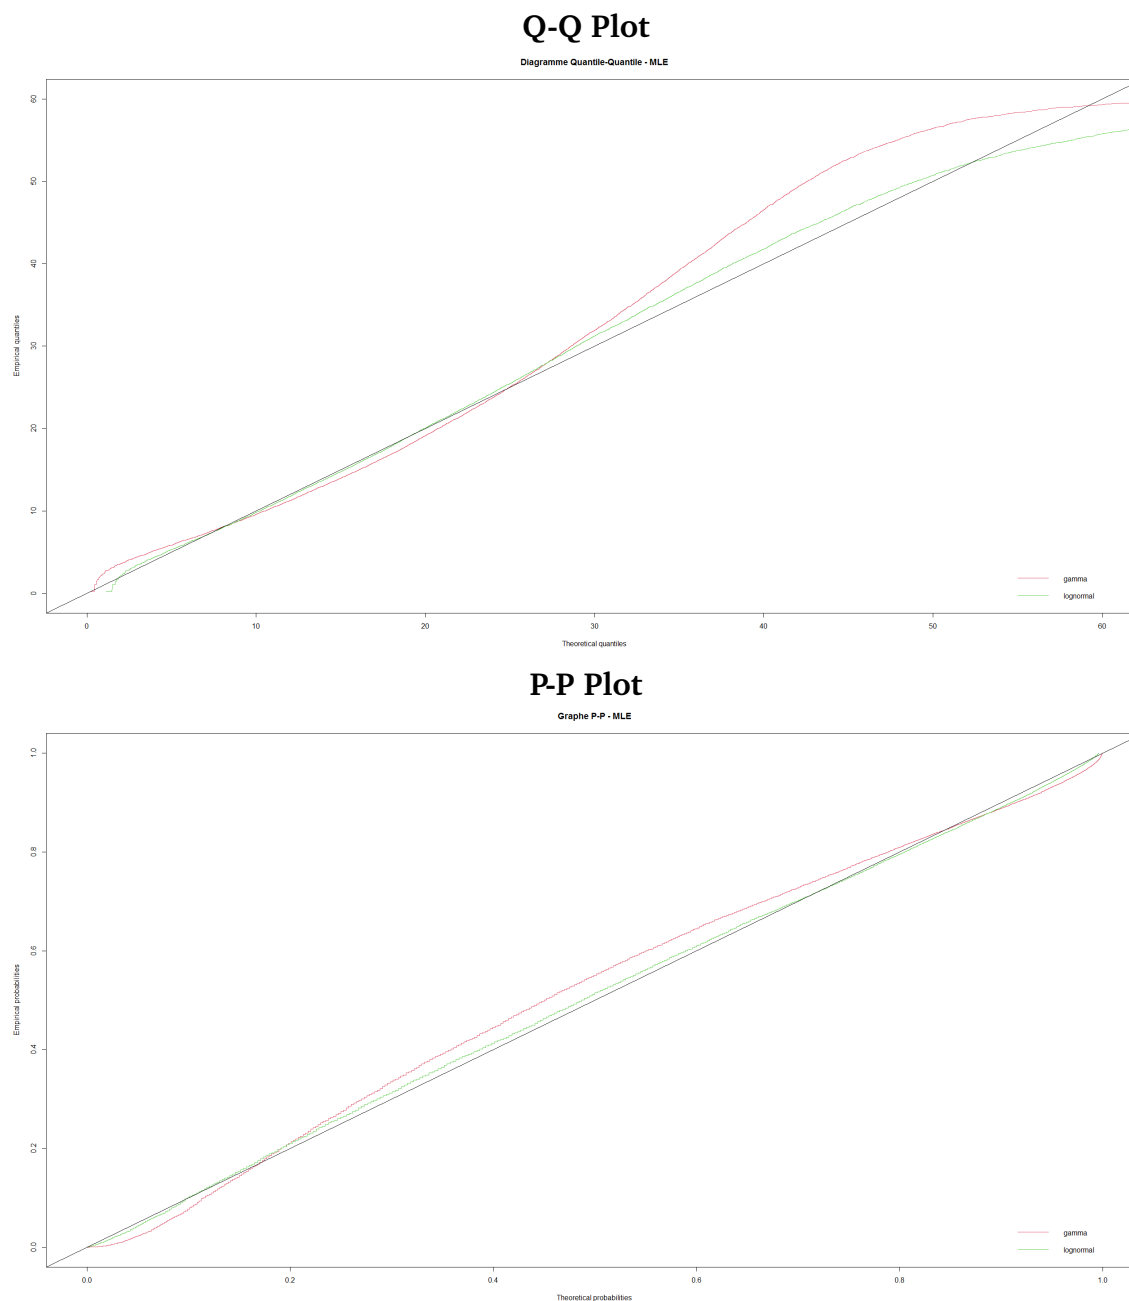 Q-Q Plot
Diagramme Quantile-Quantile - MLE
60
50
40
30
20
10
0
Empirical quantiles
gamma
lognormal
0 10 20 30 40 50 60
Theoretical quantiles
P-P Plot
Graphe P-P - MLE
1.0
0.8
0.6
0.4
0.2
0.0
Empirical probabilities
gamma
lognormal
0.0 0.2 0.4 0.6 0.8 1.0
Theoretical probabilities